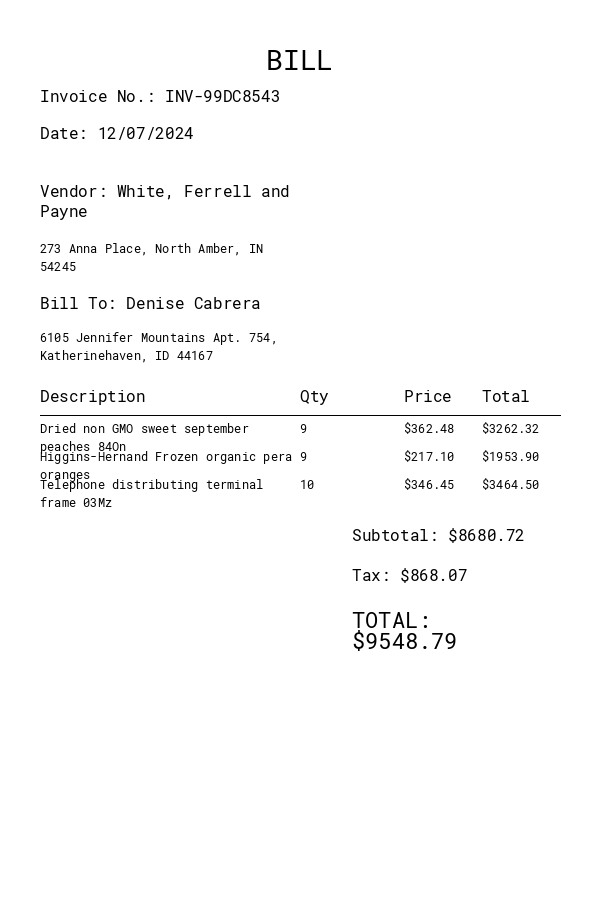 BILL
Invoice No.: INV-99DC8543
Date: 12/07/2024
Vendor: White, Ferrell and
Payne
273 Anna Place, North Amber, IN
54245
Bill To: Denise Cabrera
6105 Jennifer Mountains Apt. 754,
Katherinehaven, ID 44167
Description Qty Price Total
Dried non GMO sweet september 9 $362.48 $3262.32
peaches 84On
Higgins-Hernand Frozen organic pera 9 $217.10 $1953.90
oranges
Telephone distributing terminal 10 $346.45 $3464.50
frame 03Mz
Subtotal: $8680.72
Tax: $868.07
TOTAL:
$9548.79